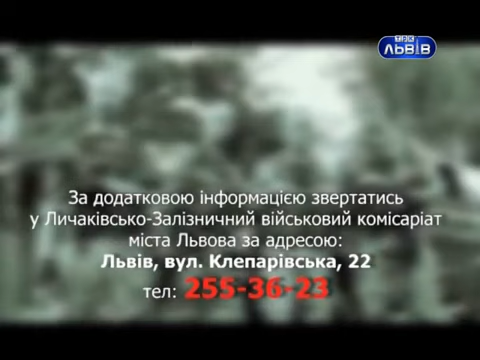 ТРК
ЛЬВІВ
За додатковою інформацією звертатись
у Личаківсько-Залізничний військовий комісаріат
міста Львова за адресою:
Львів, вул. Клепарівська, 22
тел: 255-36-23